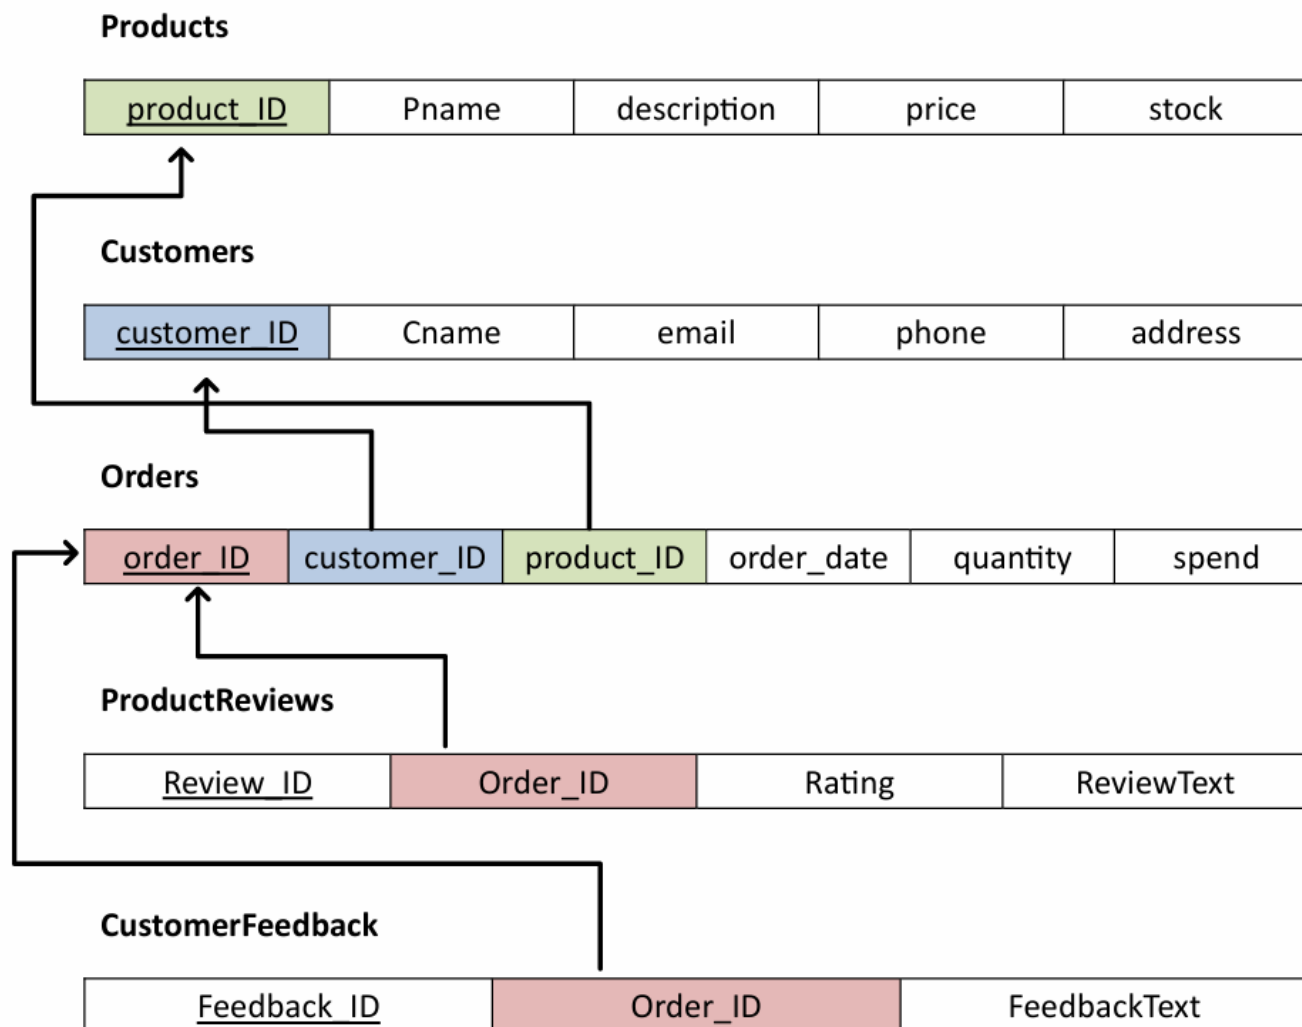 Products
product_ID Pname description price stock
Customers
customer_ID Cname email phone address
Orders
order_ID customer_ID product_ID order_date quantity spend
ProductReviews
Review_ID Order_ID Rating ReviewText
CustomerFeedback
Feedback_ID Order_ID FeedbackText